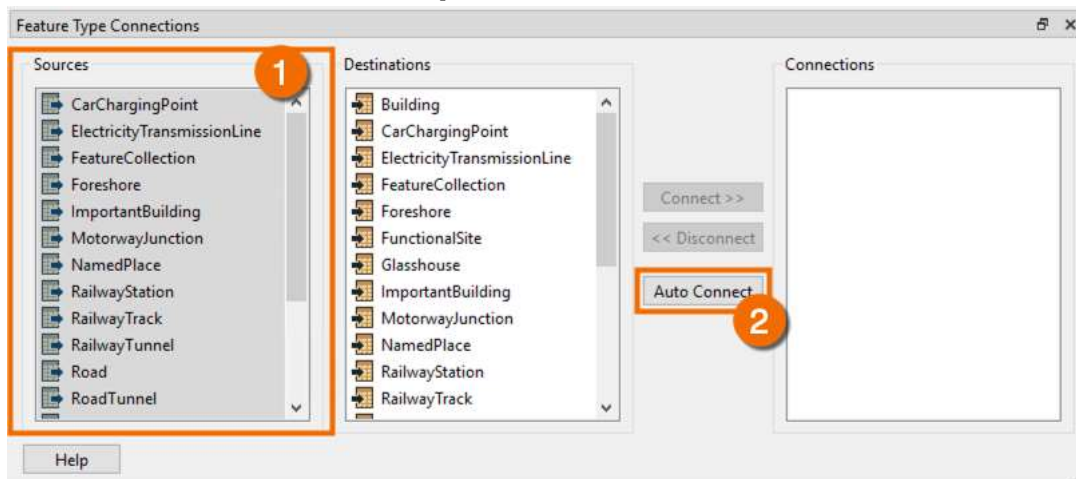 Feature Type Connections
Sources
1
CarChargingPoint
ElectricityTransmissionLine
FeatureCollection
Foreshore
ImportantBuilding
MotorwayJunction
NamedPlace
RailwayStation
RailwayTrack
RailwayTunnel
Road
RoadTunnel
Destinations
Building
CarChargingPoint
ElectricityTransmissionLine
FeatureCollection
Foreshore
FunctionalSite
Glasshouse
ImportantBuilding
MotorwayJunction
NamedPlace
RailwayStation
RailwayTrack
Connect >>
<< Disconnect
Auto Connect
2
Connections
Help